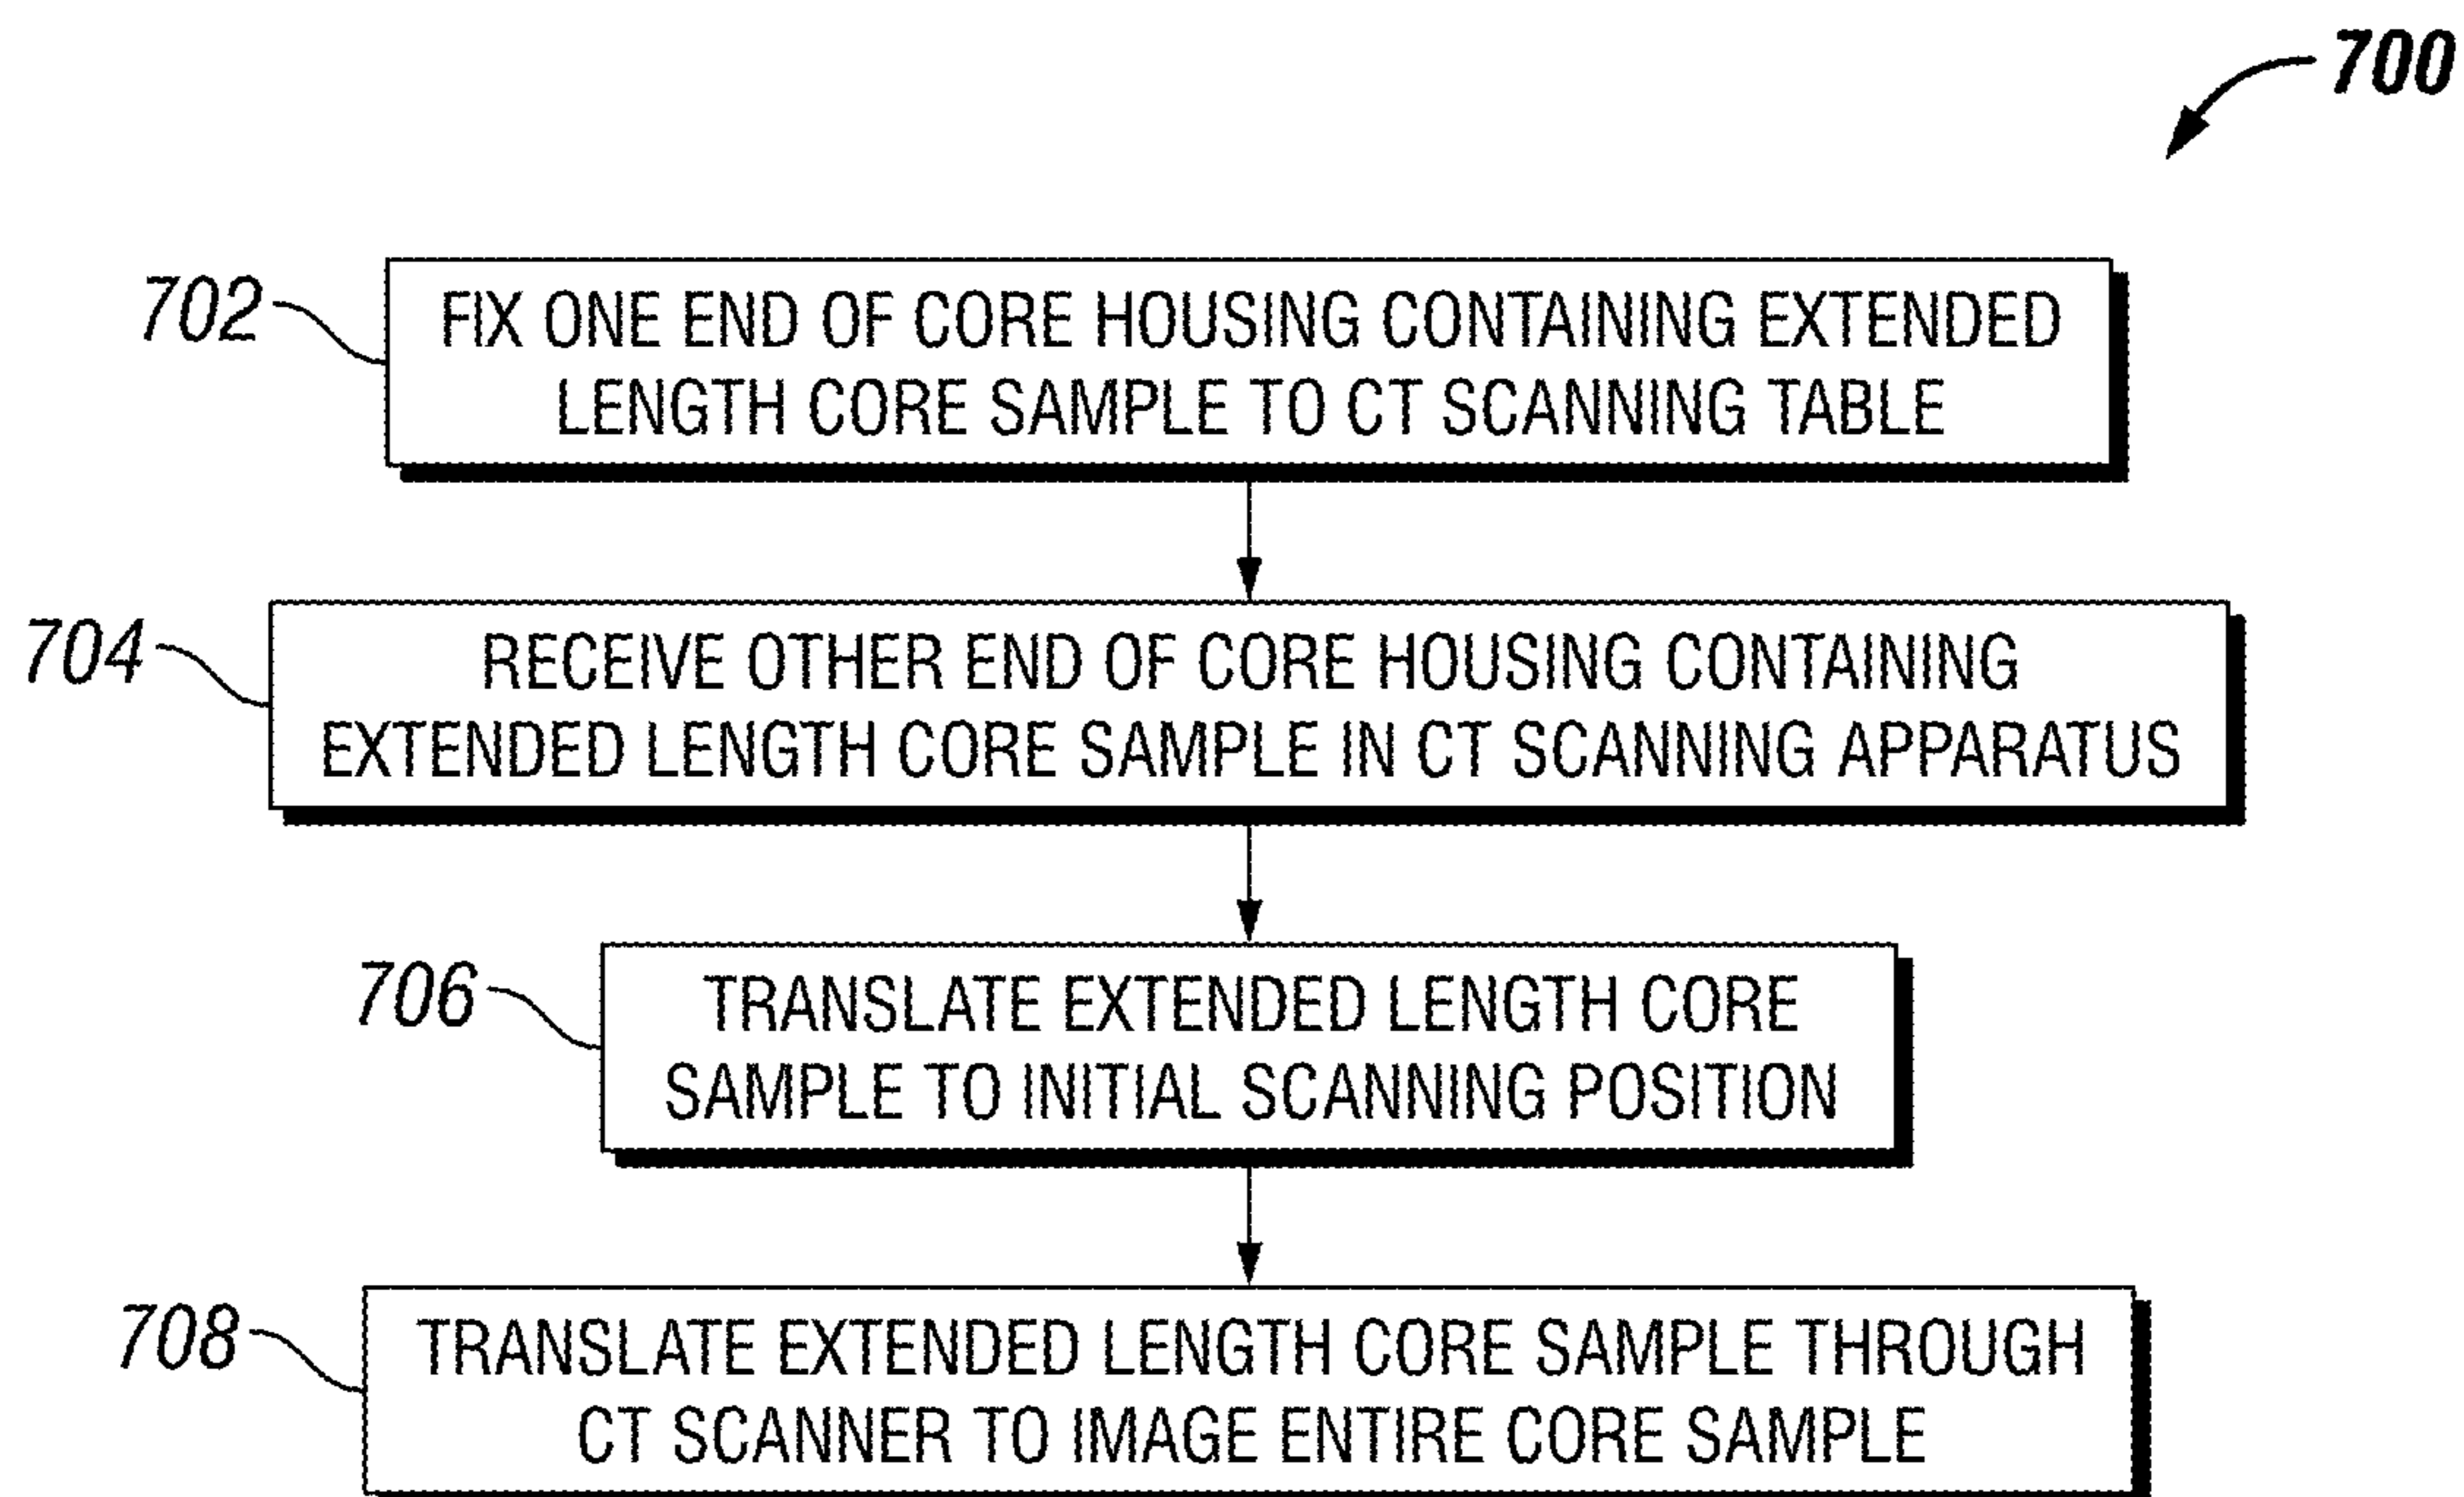 700
702
FIX ONE END OF CORE HOUSING CONTAINING EXTENDED
LENGTH CORE SAMPLE TO CT SCANNING TABLE
704
RECEIVE OTHER END OF CORE HOUSING CONTAINING
EXTENDED LENGTH CORE SAMPLE IN CT SCANNING APPARATUS
706
TRANSLATE EXTENDED LENGTH CORE
SAMPLE TO INITIAL SCANNING POSITION
708
TRANSLATE EXTENDED LENGTH CORE SAMPLE THROUGH
CT SCANNER TO IMAGE ENTIRE CORE SAMPLE